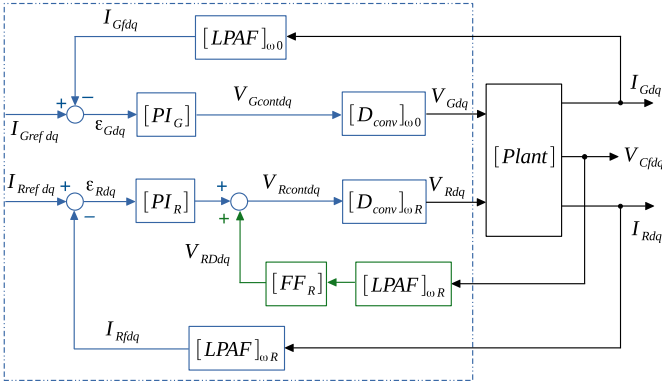 I_Gfdq
[LPAF]_ω0
+
−
I_Gref dq
ε_Gdq
[PI_G]
V_Gcontdq
[D_conv]_ω0
V_Gdq
I_Gdq
[Plant]
V_Cfdq
I_Rref dq
+
ε_Rdq
−
[PI_R]
+
+
V_Rcontdq
[D_conv]_ωR
V_Rdq
I_Rdq
V_RDdq
[FF_R]
[LPAF]_ωR
I_Rfdq
[LPAF]_ωR